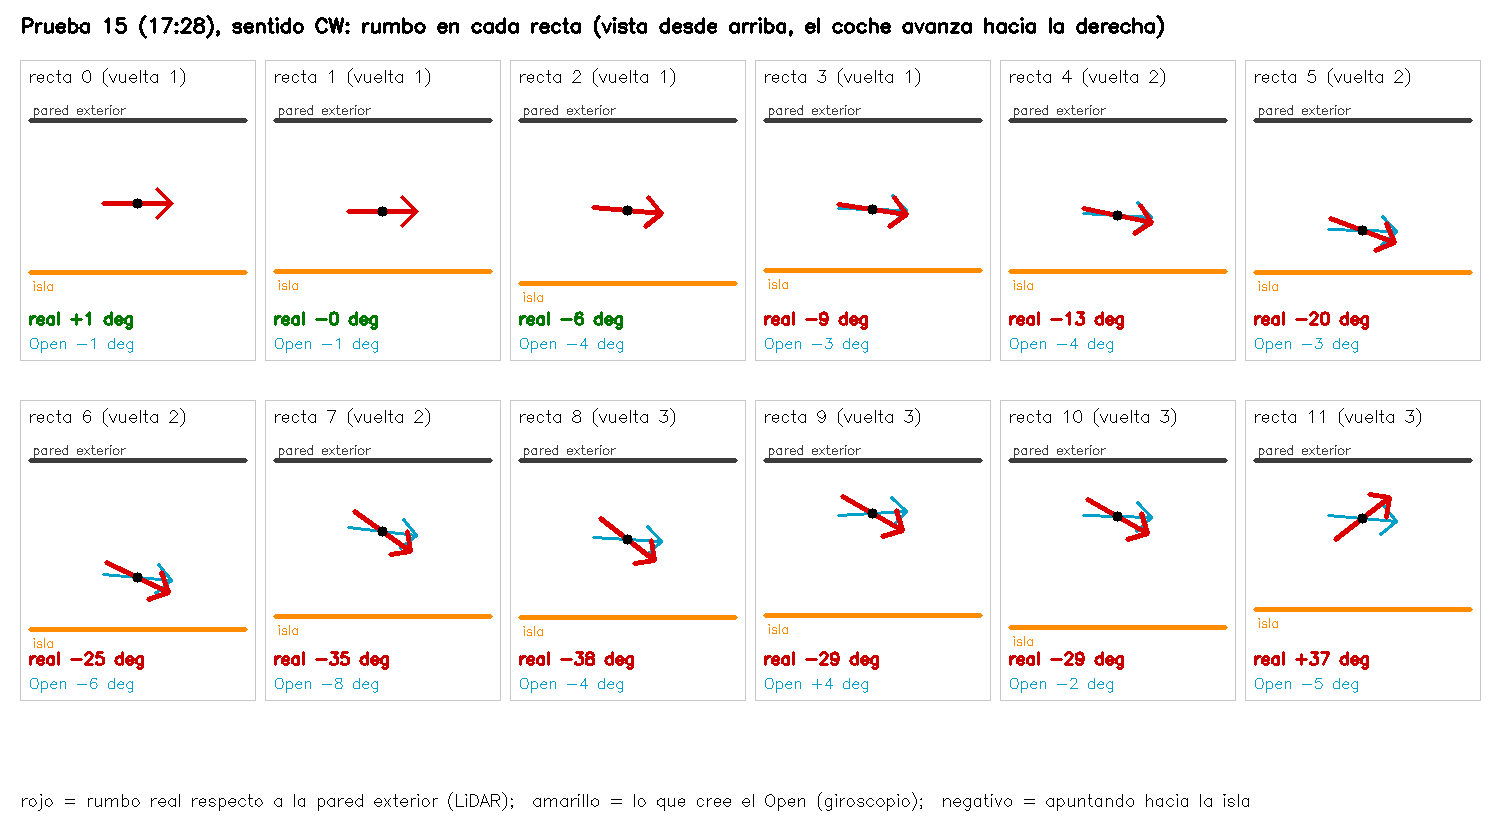 Prueba 15 (17:28), sentido CW: rumbo en cada recta (vista desde arriba, el coche avanza hacia la derecha)
recta 0 (vuelta 1)
pared exterior
isla
real +1 deg
Open -1 deg
recta 1 (vuelta 1)
pared exterior
isla
real -0 deg
Open -1 deg
recta 2 (vuelta 1)
pared exterior
isla
real -6 deg
Open -4 deg
recta 3 (vuelta 1)
pared exterior
isla
real -9 deg
Open -3 deg
recta 4 (vuelta 2)
pared exterior
isla
real -13 deg
Open -4 deg
recta 5 (vuelta 2)
pared exterior
isla
real -20 deg
Open -3 deg
recta 6 (vuelta 2)
pared exterior
isla
real -25 deg
Open -6 deg
recta 7 (vuelta 2)
pared exterior
isla
real -35 deg
Open -8 deg
recta 8 (vuelta 3)
pared exterior
isla
real -38 deg
Open -4 deg
recta 9 (vuelta 3)
pared exterior
isla
real -29 deg
Open +4 deg
recta 10 (vuelta 3)
pared exterior
isla
real -29 deg
Open -2 deg
recta 11 (vuelta 3)
pared exterior
isla
real +37 deg
Open -5 deg
rojo = rumbo real respecto a la pared exterior (LiDAR); amarillo = lo que cree el Open (giroscopio); negativo = apuntando hacia la isla